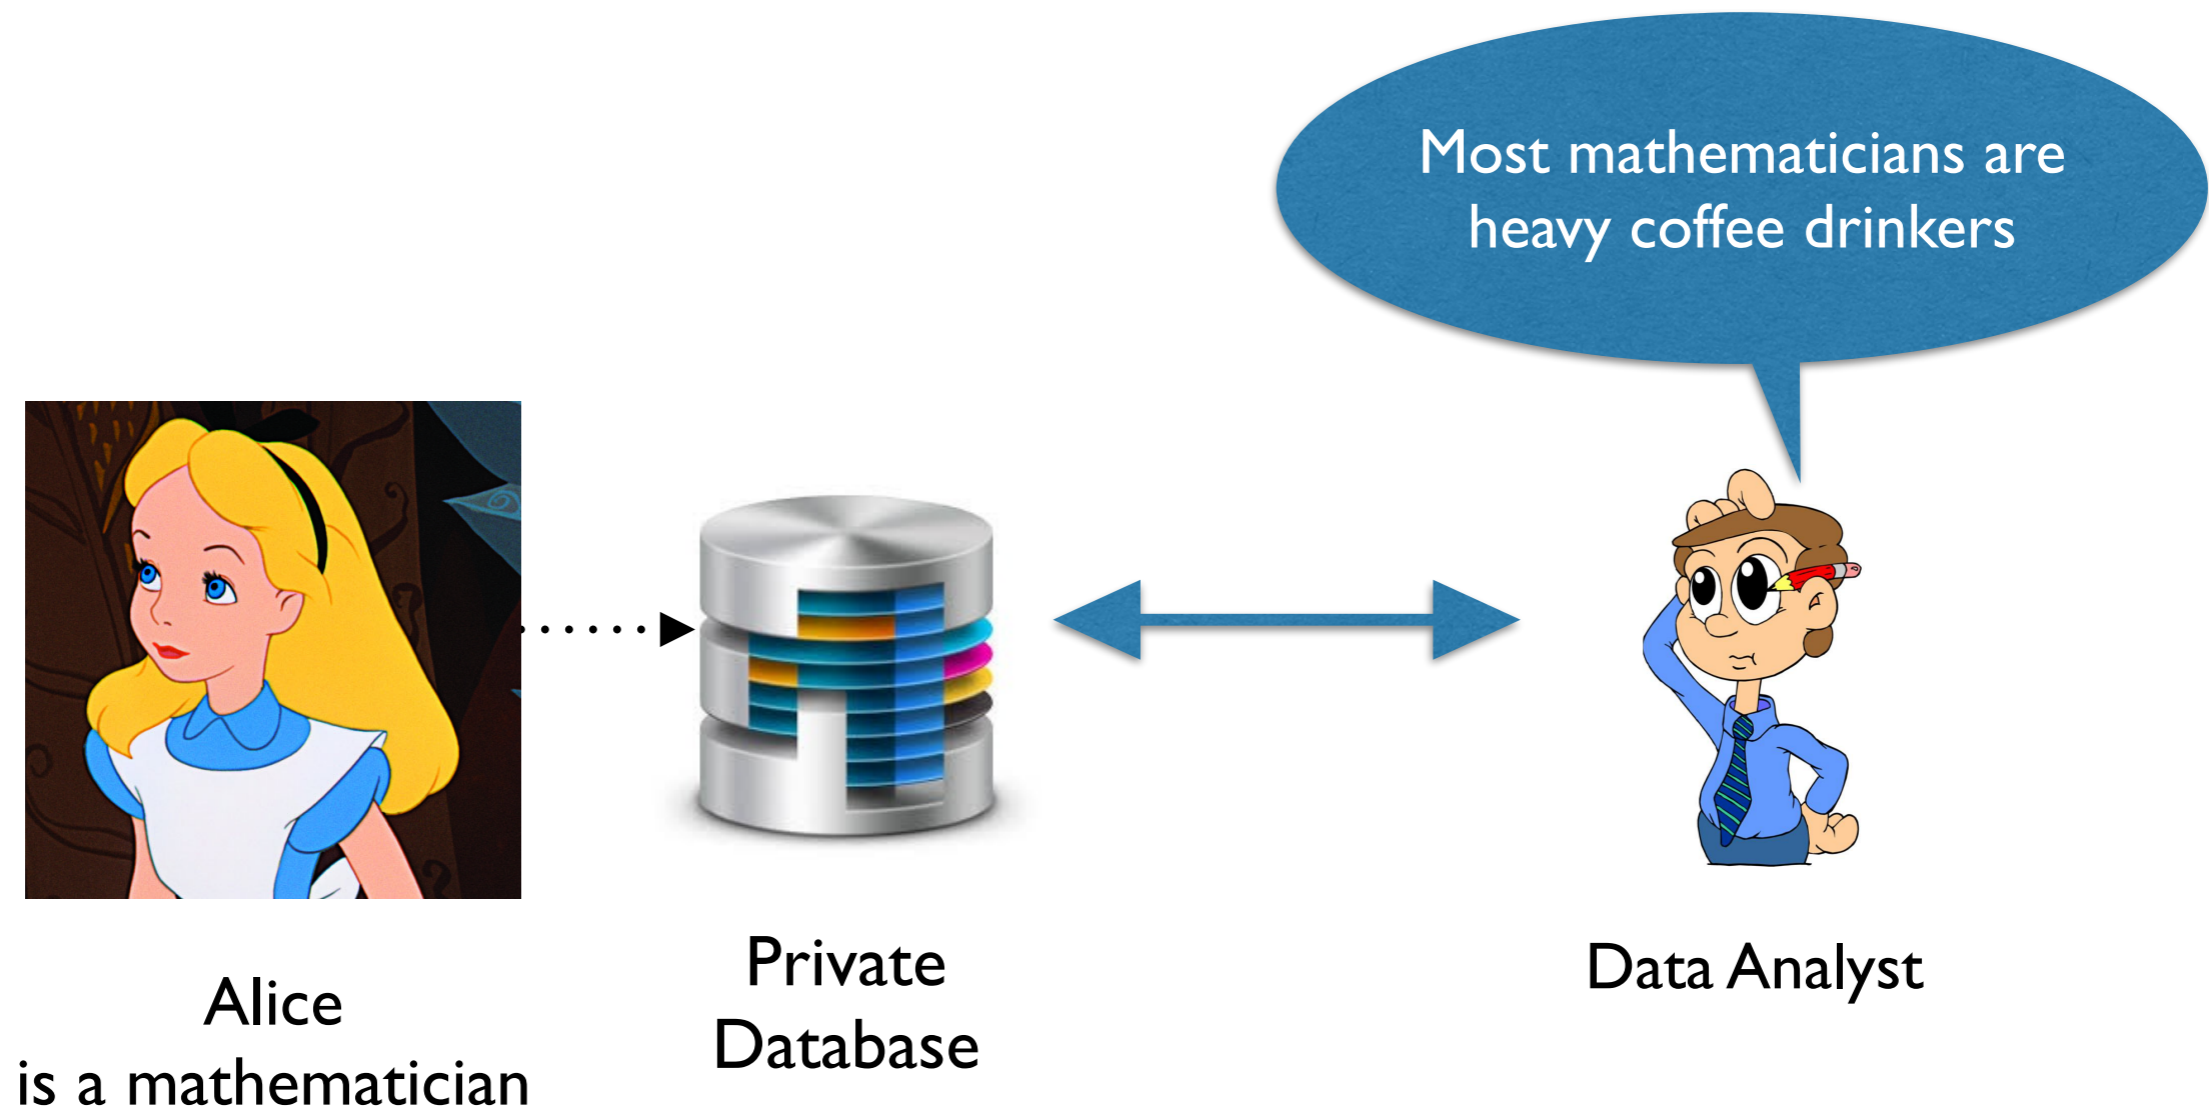 Most mathematicians are
heavy coffee drinkers
Alice
is a mathematician
Private
Database
Data Analyst